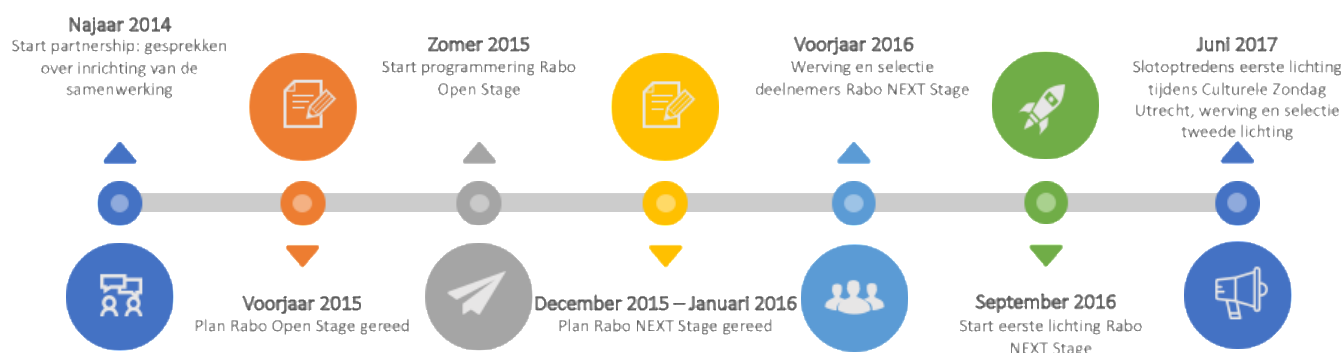 Najaar 2014
Start partnership: gesprekken
over inrichting van de
samenwerking
Voorjaar 2015
Plan Rabo Open Stage gereed
Zomer 2015
Start programmering Rabo
Open Stage
December 2015 – Januari 2016
Plan Rabo NEXT Stage gereed
Voorjaar 2016
Werving en selectie
deelnemers Rabo NEXT Stage
September 2016
Start eerste lichting Rabo
NEXT Stage
Juni 2017
Slotoptredens eerste lichting
tijdens Culturele Zondag
Utrecht, werving en selectie
tweede lichting